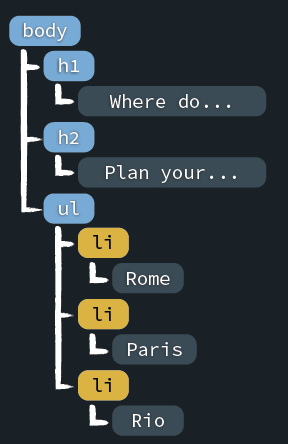 body
h1
Where do...
h2
Plan your...
ul
li
Rome
li
Paris
li
Rio